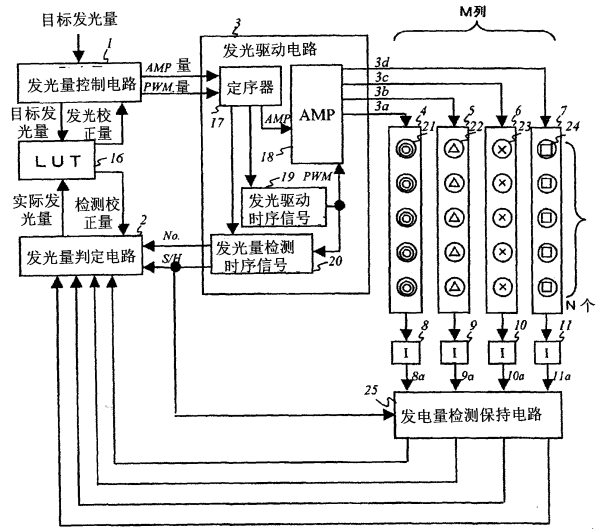 目标发光量
M列
1
3
发光驱动电路
发光量控制电路
AMP 量
PWM 量
定序器
17
AMP
AMP
18
3d
3c
3b
3a
4
5
6
7
21
22
23
24
目标发光量
发光校正量
LUT
16
PWM
19
发光驱动时序信号
实际发光量
检测校正量
2
发光量判定电路
No.
S/H
发光量检测时序信号
20
N 个
8
9
10
11
I
I
I
I
8a
9a
10a
11a
25
发电量检测保持电路